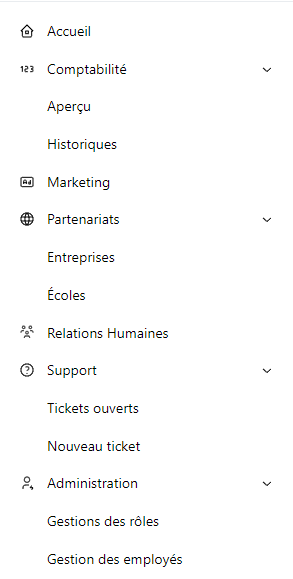 Accueil
123 Comptabilité
Aperçu
Historiques
Ad Marketing
Partenariats
Entreprises
Écoles
Relations Humaines
? Support
Tickets ouverts
Nouveau ticket
Administration
Gestions des rôles
Gestion des employés